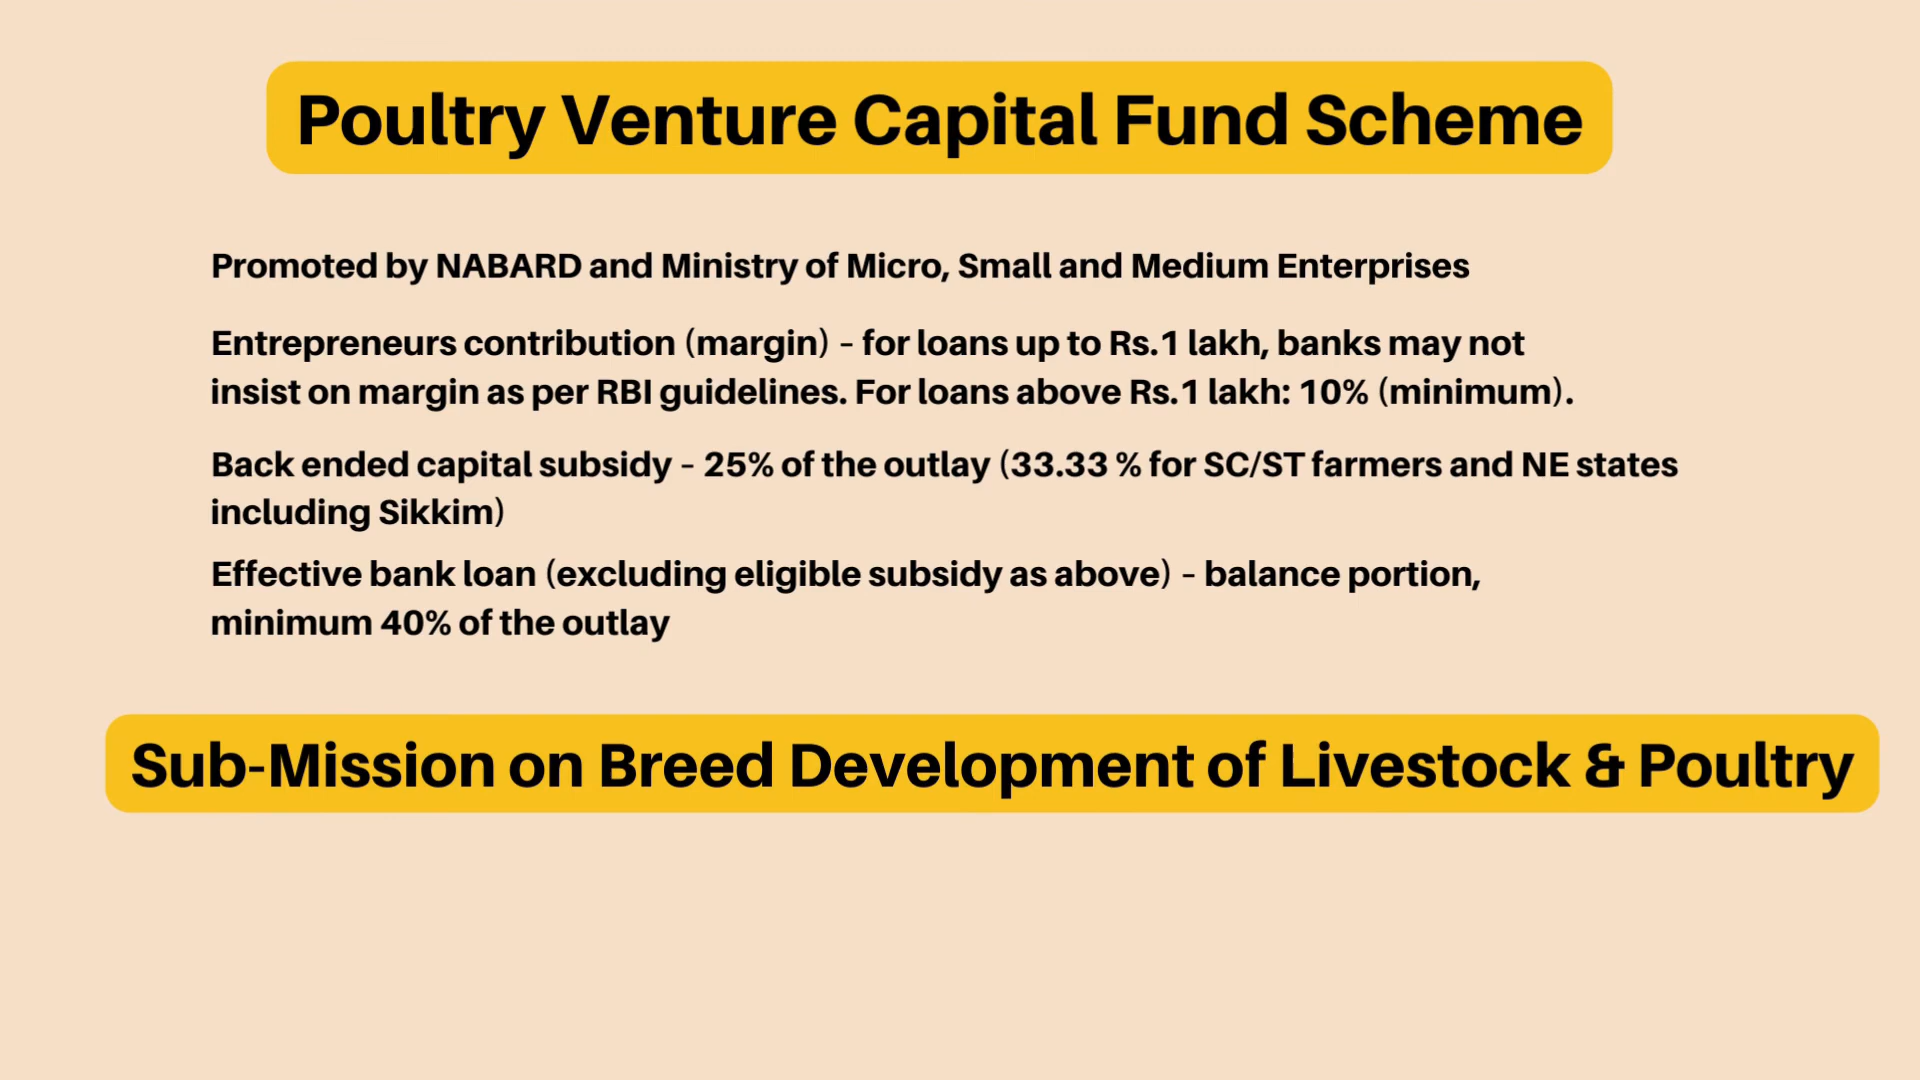 Poultry Venture Capital Fund Scheme
Promoted by NABARD and Ministry of Micro, Small and Medium Enterprises
Entrepreneurs contribution (margin) – for loans up to Rs.1 lakh, banks may not
insist on margin as per RBI guidelines. For loans above Rs.1 lakh: 10% (minimum).
Back ended capital subsidy – 25% of the outlay (33.33 % for SC/ST farmers and NE states
including Sikkim)
Effective bank loan (excluding eligible subsidy as above) – balance portion,
minimum 40% of the outlay
Sub-Mission on Breed Development of Livestock & Poultry